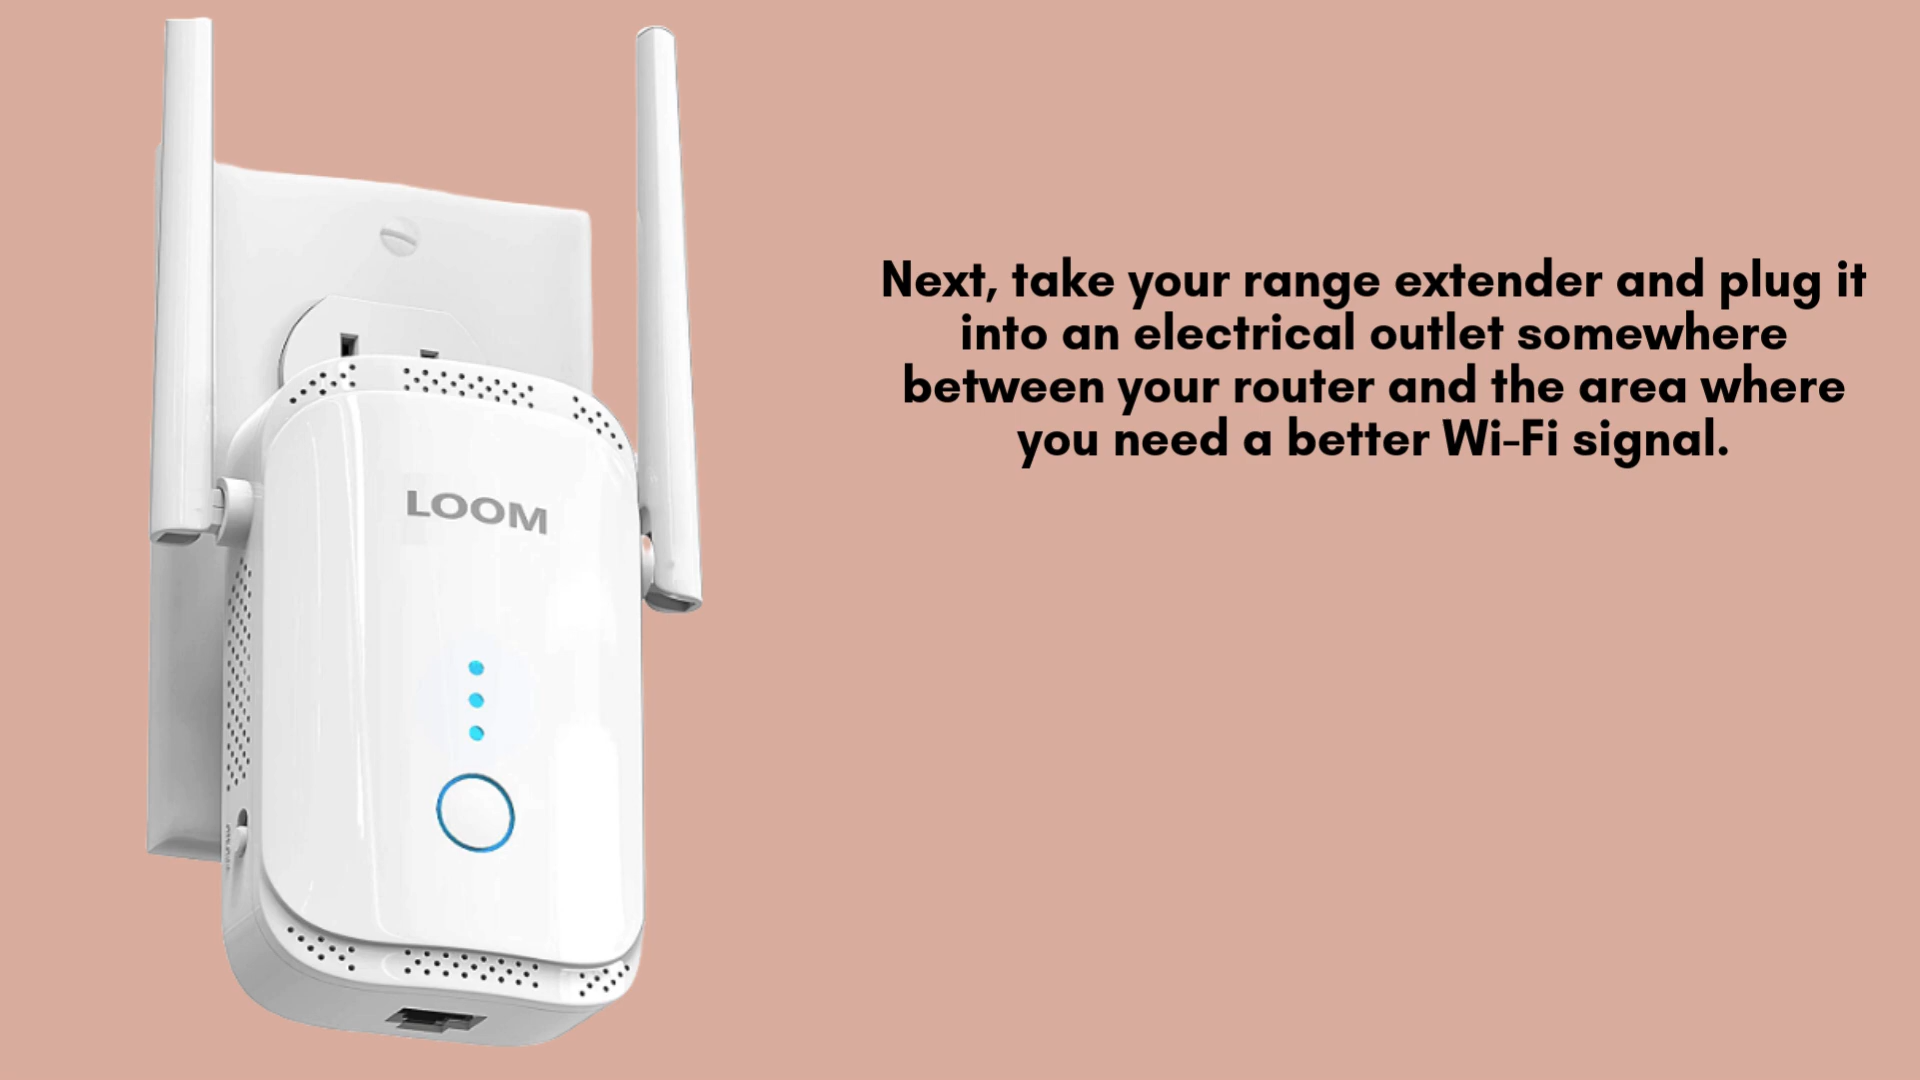 LOOM
Next, take your range extender and plug it
into an electrical outlet somewhere
between your router and the area where
you need a better Wi-Fi signal.